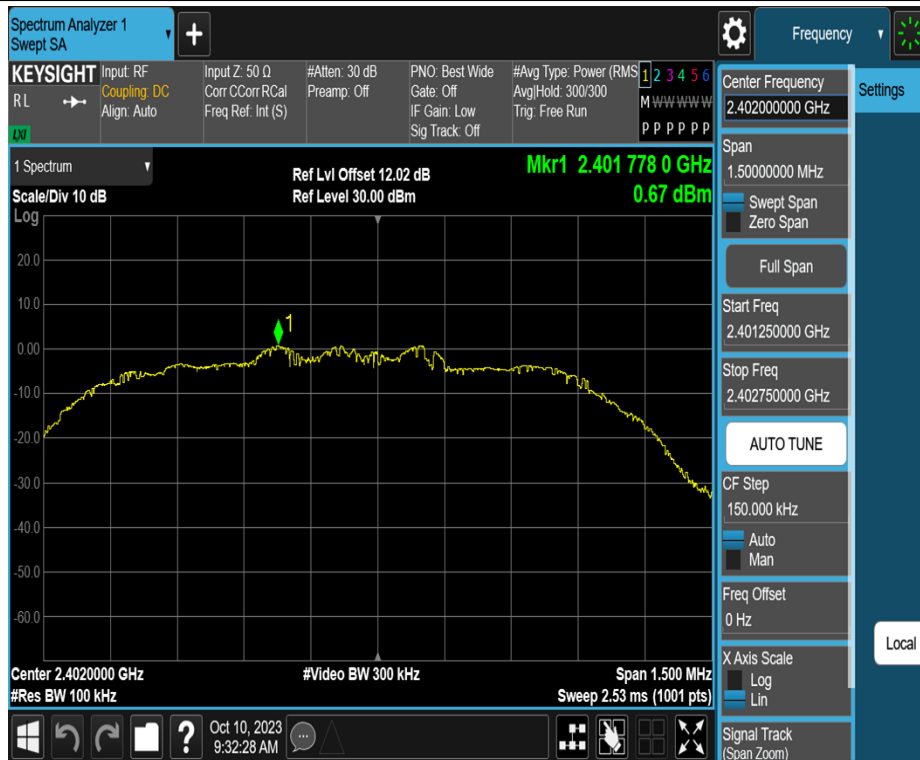 Spectrum Analyzer 1
Swept SA
Frequency
KEYSIGHT
RL
LXI
Input: RF
Coupling: DC
Align: Auto
Input Z: 50 Ω
Corr CCorr RCal
Freq Ref: Int (S)
#Atten: 30 dB
Preamp: Off
PNO: Best Wide
Gate: Off
IF Gain: Low
Sig Track: Off
#Avg Type: Power (RMS
Avg|Hold: 300/300
Trig: Free Run
1 2 3 4 5 6
M W W W W W
P P P P P P
Center Frequency
2.402000000 GHz
Settings
Span
1.50000000 MHz
Swept Span
Zero Span
Full Span
Start Freq
2.401250000 GHz
Stop Freq
2.402750000 GHz
AUTO TUNE
CF Step
150.000 kHz
Auto
Man
Freq Offset
0 Hz
X Axis Scale
Log
Lin
Local
Signal Track
(Span Zoom)
1 Spectrum
Scale/Div 10 dB
Log
Ref Lvl Offset 12.02 dB
Ref Level 30.00 dBm
Mkr1 2.401 778 0 GHz
0.67 dBm
20.0
10.0
1
0.00
-10.0
-20.0
-30.0
-40.0
-50.0
-60.0
Center 2.4020000 GHz
#Res BW 100 kHz
#Video BW 300 kHz
Span 1.500 MHz
Sweep 2.53 ms (1001 pts)
Oct 10, 2023
9:32:28 AM